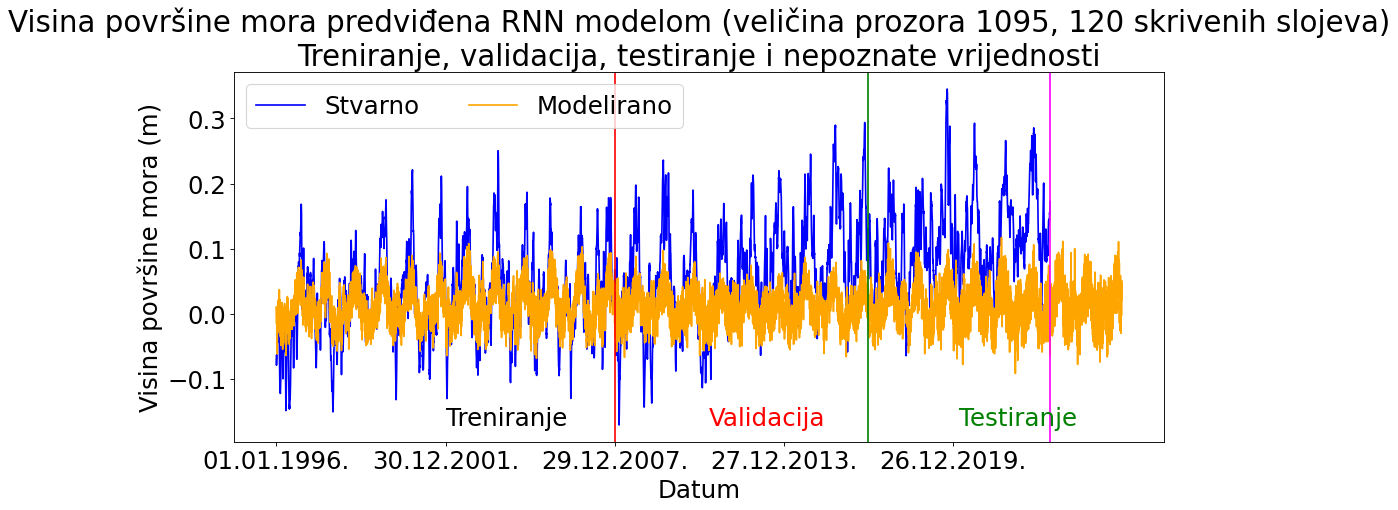 Visina površine mora predviđena RNN modelom (veličina prozora 1095, 120 skrivenih slojeva)
Treniranje, validacija, testiranje i nepoznate vrijednosti
Stvarno Modelirano
Visina površine mora (m)
0.3
0.2
0.1
0.0
−0.1
Treniranje Validacija Testiranje
01.01.1996. 30.12.2001. 29.12.2007. 27.12.2013. 26.12.2019.
Datum